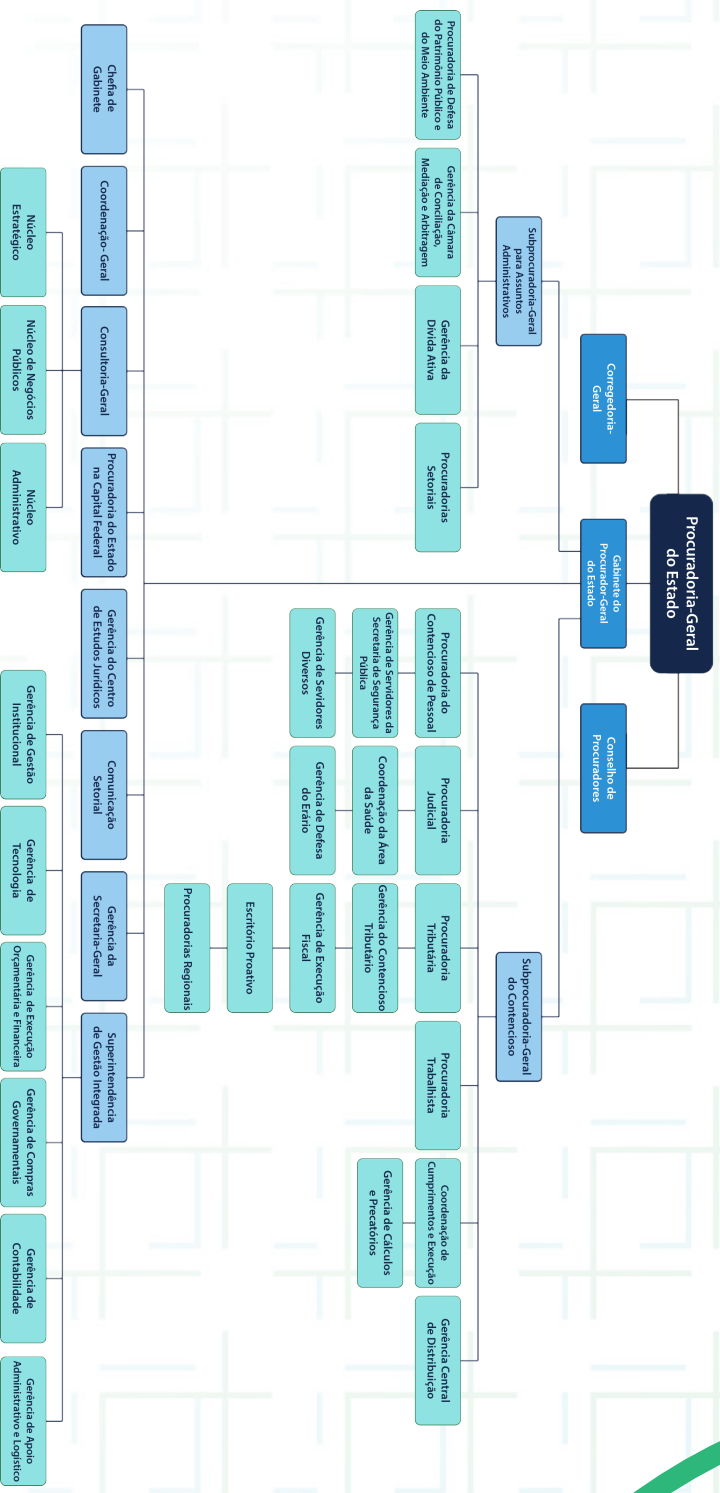 Procuradoria-Geral
do Estado
Corregedoria-
Geral
Gabinete do
Procurador-Geral
do Estado
Conselho de
Procuradores
Subprocuradoria-Geral
para Assuntos
Administrativos
Subprocuradoria-Geral
do Contencioso
Procuradoria de Defesa
do Patrimônio Público e
do Meio Ambiente
Gerência da Câmara
de Conciliação,
Mediação e Arbitragem
Gerência da
Dívida Ativa
Procuradorias
Setoriais
Procuradoria do
Contencioso de Pessoal
Procuradoria
Judicial
Procuradoria
Tributária
Procuradoria
Trabalhista
Coordenação de
Cumprimentos e Execução
Gerência Central
de Distribuição
Gerência de Servidores da
Secretaria de Segurança
Pública
Coordenação da Área
da Saúde
Gerência do Contencioso
Tributário
Gerência de Cálculos
e Precatórios
Gerência de Sevidores
Diversos
Gerência de Defesa
do Erário
Gerência de Execução
Fiscal
Escritório Proativo
Procuradorias Regionais
Chefia de
Gabinete
Coordenação- Geral
Consultoria-Geral
Procuradoria do Estado
na Capital Federal
Gerência do Centro
de Estudos Jurídicos
Comunicação
Setorial
Gerência da
Secretaria-Geral
Superintendência
de Gestão Integrada
Núcleo
Estratégico
Núcleo de Negócios
Públicos
Núcleo
Administrativo
Gerência de Gestão
Institucional
Gerência de
Tecnologia
Gerência de Execução
Orçamentária e Financeira
Gerência de Compras
Governamentais
Gerência de
Contabilidade
Gerência de Apoio
Administrativo e Logístico